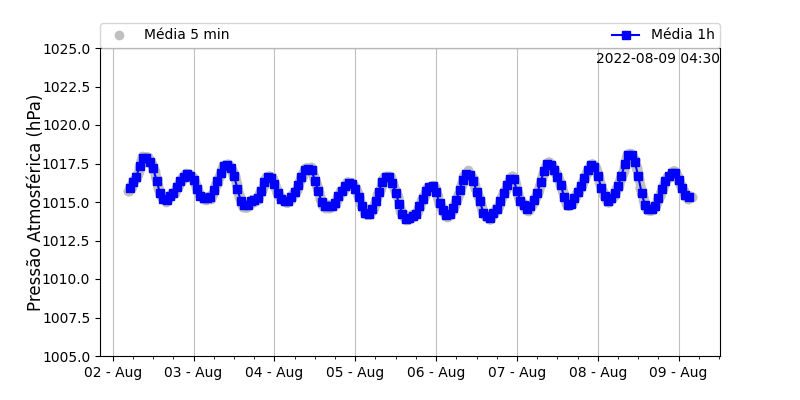 Média 5 min
Média 1h
2022-08-09 04:30
Pressão Atmosférica (hPa)
1025.0
1022.5
1020.0
1017.5
1015.0
1012.5
1010.0
1007.5
1005.0
02 - Aug
03 - Aug
04 - Aug
05 - Aug
06 - Aug
07 - Aug
08 - Aug
09 - Aug